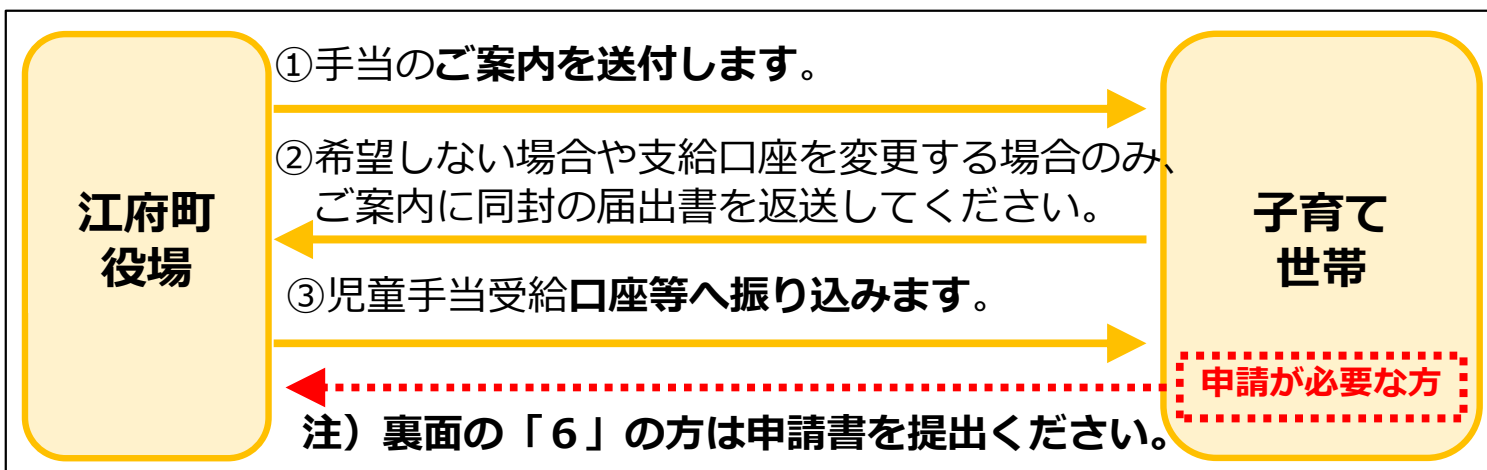 ①手当のご案内を送付します。
②希望しない場合や支給口座を変更する場合のみ、
ご案内に同封の届出書を返送してください。
江府町
役場
子育て
世帯
③児童手当受給口座等へ振り込みます。
申請が必要な方
注）裏面の「６」の方は申請書を提出ください。